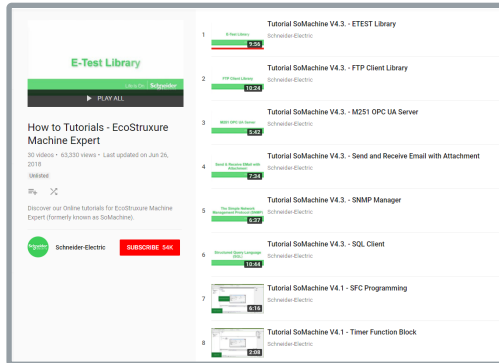 E-Test Library
Life Is On | Schneider
PLAY ALL
How to Tutorials - EcoStruxure
Machine Expert
30 videos • 63,330 views • Last updated on Jun 26,
2018
Unlisted
Discover our Online tutorials for EcoStruxure Machine
Expert (formerly known as SoMachine).
Schneider-Electric
SUBSCRIBE 54K
1
E-Test Library
9:56
Tutorial SoMachine V4.3. - ETEST Library
Schneider-Electric
2
FTP Client Library
10:24
Tutorial SoMachine V4.3. - FTP Client Library
Schneider-Electric
3
M251 OPC UA Server
5:42
Tutorial SoMachine V4.3. - M251 OPC UA Server
Schneider-Electric
4
Send & Receive EMail with
Attachment
7:34
Tutorial SoMachine V4.3. - Send and Receive Email with Attachment
Schneider-Electric
5
The Simple Network
Management Protocol (SNMP)
6:37
Tutorial SoMachine V4.3. - SNMP Manager
Schneider-Electric
6
Structured Query Language
(SQL)
10:44
Tutorial SoMachine V4.3. - SQL Client
Schneider-Electric
7
6:16
Tutorial SoMachine V4.1 - SFC Programming
Schneider-Electric
8
2:08
Tutorial SoMachine V4.1 - Timer Function Block
Schneider-Electric